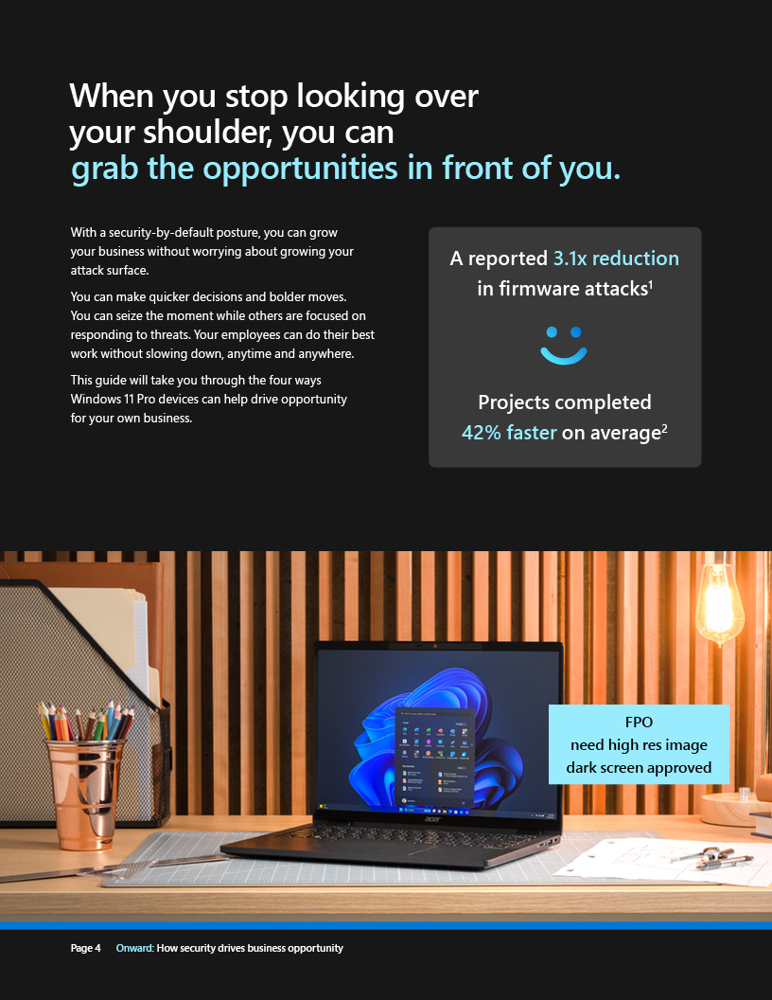 When you stop looking over
your shoulder, you can
grab the opportunities in front of you.
With a security-by-default posture, you can grow
your business without worrying about growing your
attack surface.
You can make quicker decisions and bolder moves.
You can seize the moment while others are focused on
responding to threats. Your employees can do their best
work without slowing down, anytime and anywhere.
This guide will take you through the four ways
Windows 11 Pro devices can help drive opportunity
for your own business.
A reported 3.1x reduction
in firmware attacks¹
Projects completed
42% faster on average²
FPO
need high res image
dark screen approved
acer
Page 4 Onward: How security drives business opportunity